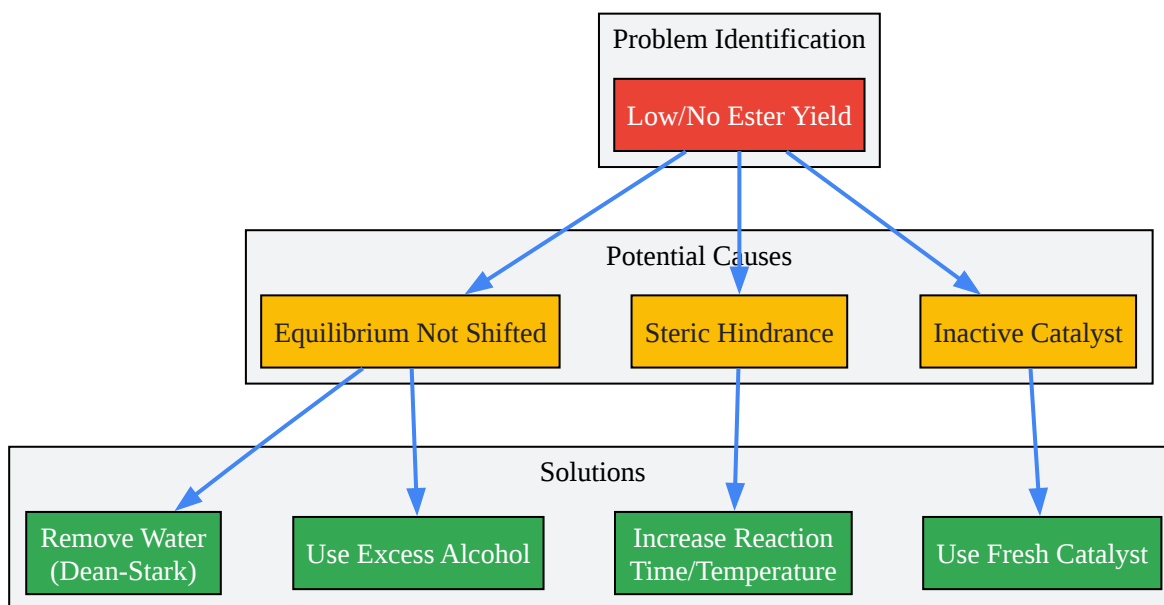 Problem Identification
Low/No Ester Yield
Potential Causes
Equilibrium Not Shifted
Steric Hindrance
Inactive Catalyst
Solutions
Remove Water
(Dean-Stark)
Use Excess Alcohol
Increase Reaction
Time/Temperature
Use Fresh Catalyst